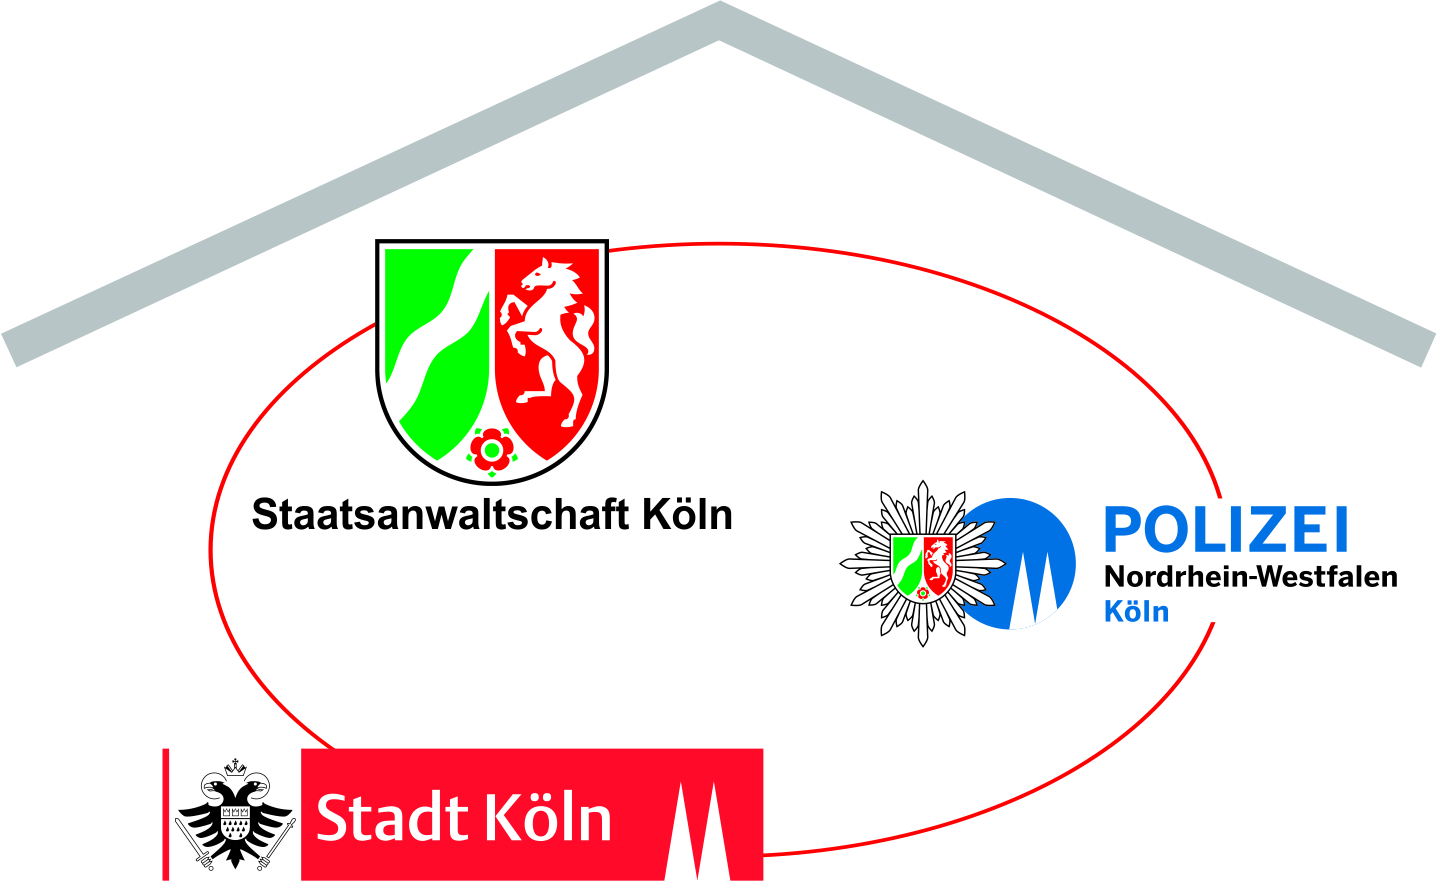 Staatsanwaltschaft Köln
POLIZEI
Nordrhein-Westfalen
Köln
Stadt Köln